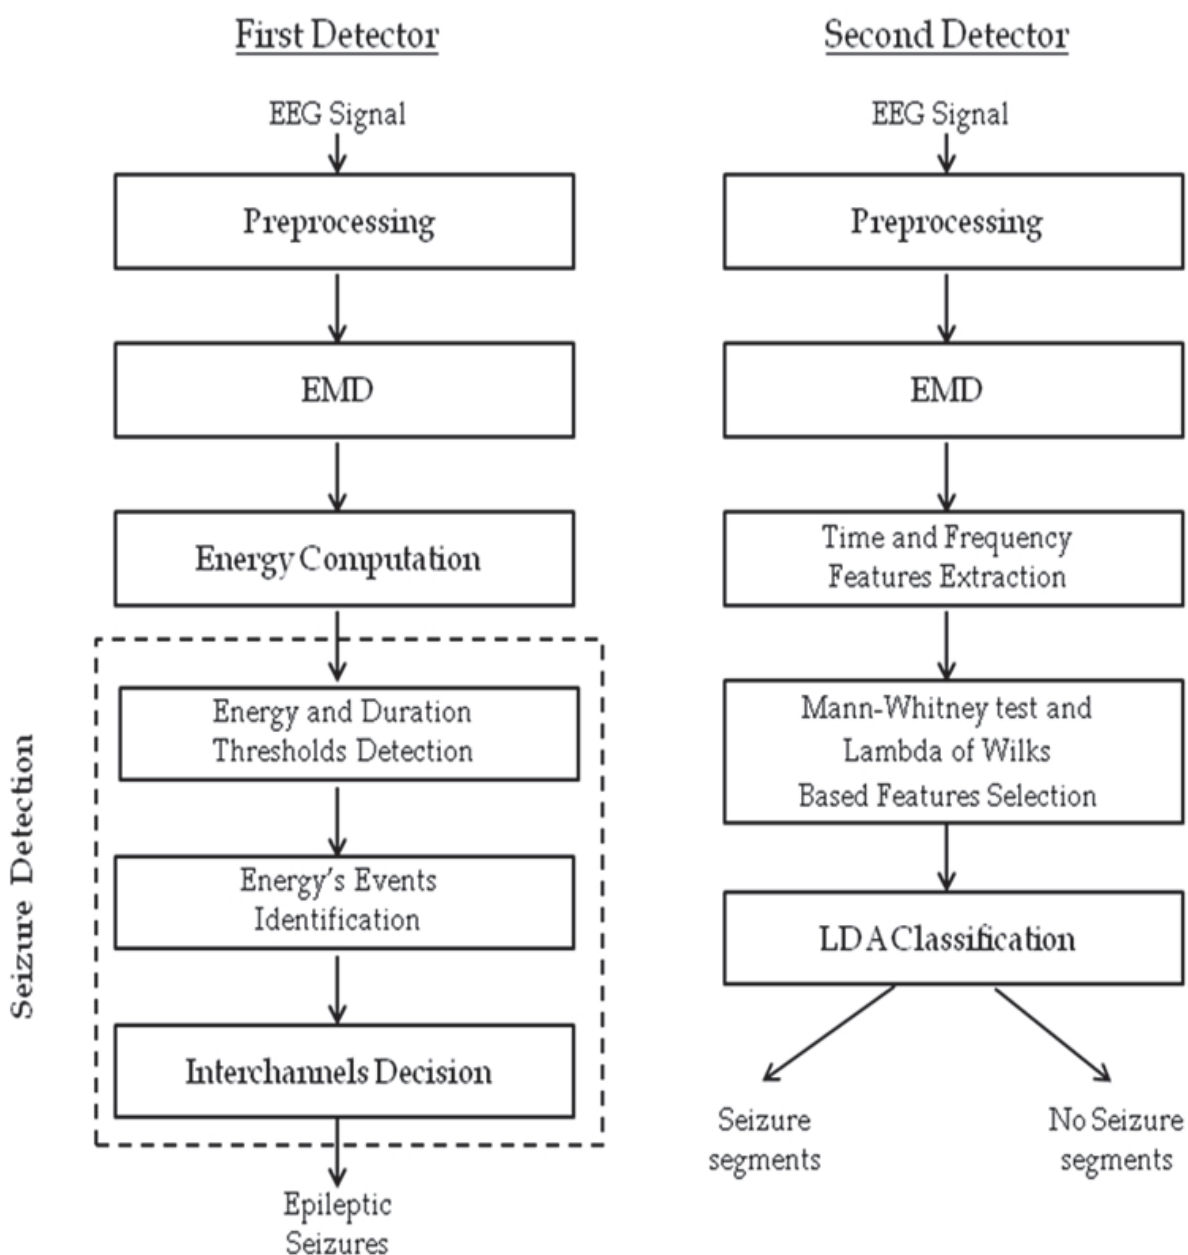 First Detector
EEG Signal
Preprocessing
EMD
Energy Computation
Seizure Detection
Energy and Duration
Thresholds Detection
Energy's Events
Identification
Interchannels Decision
Epileptic
Seizures
Second Detector
EEG Signal
Preprocessing
EMD
Time and Frequency
Features Extraction
Mann-Whitney test and
Lambda of Wilks
Based Features Selection
LDA Classification
Seizure
segments
No Seizure
segments